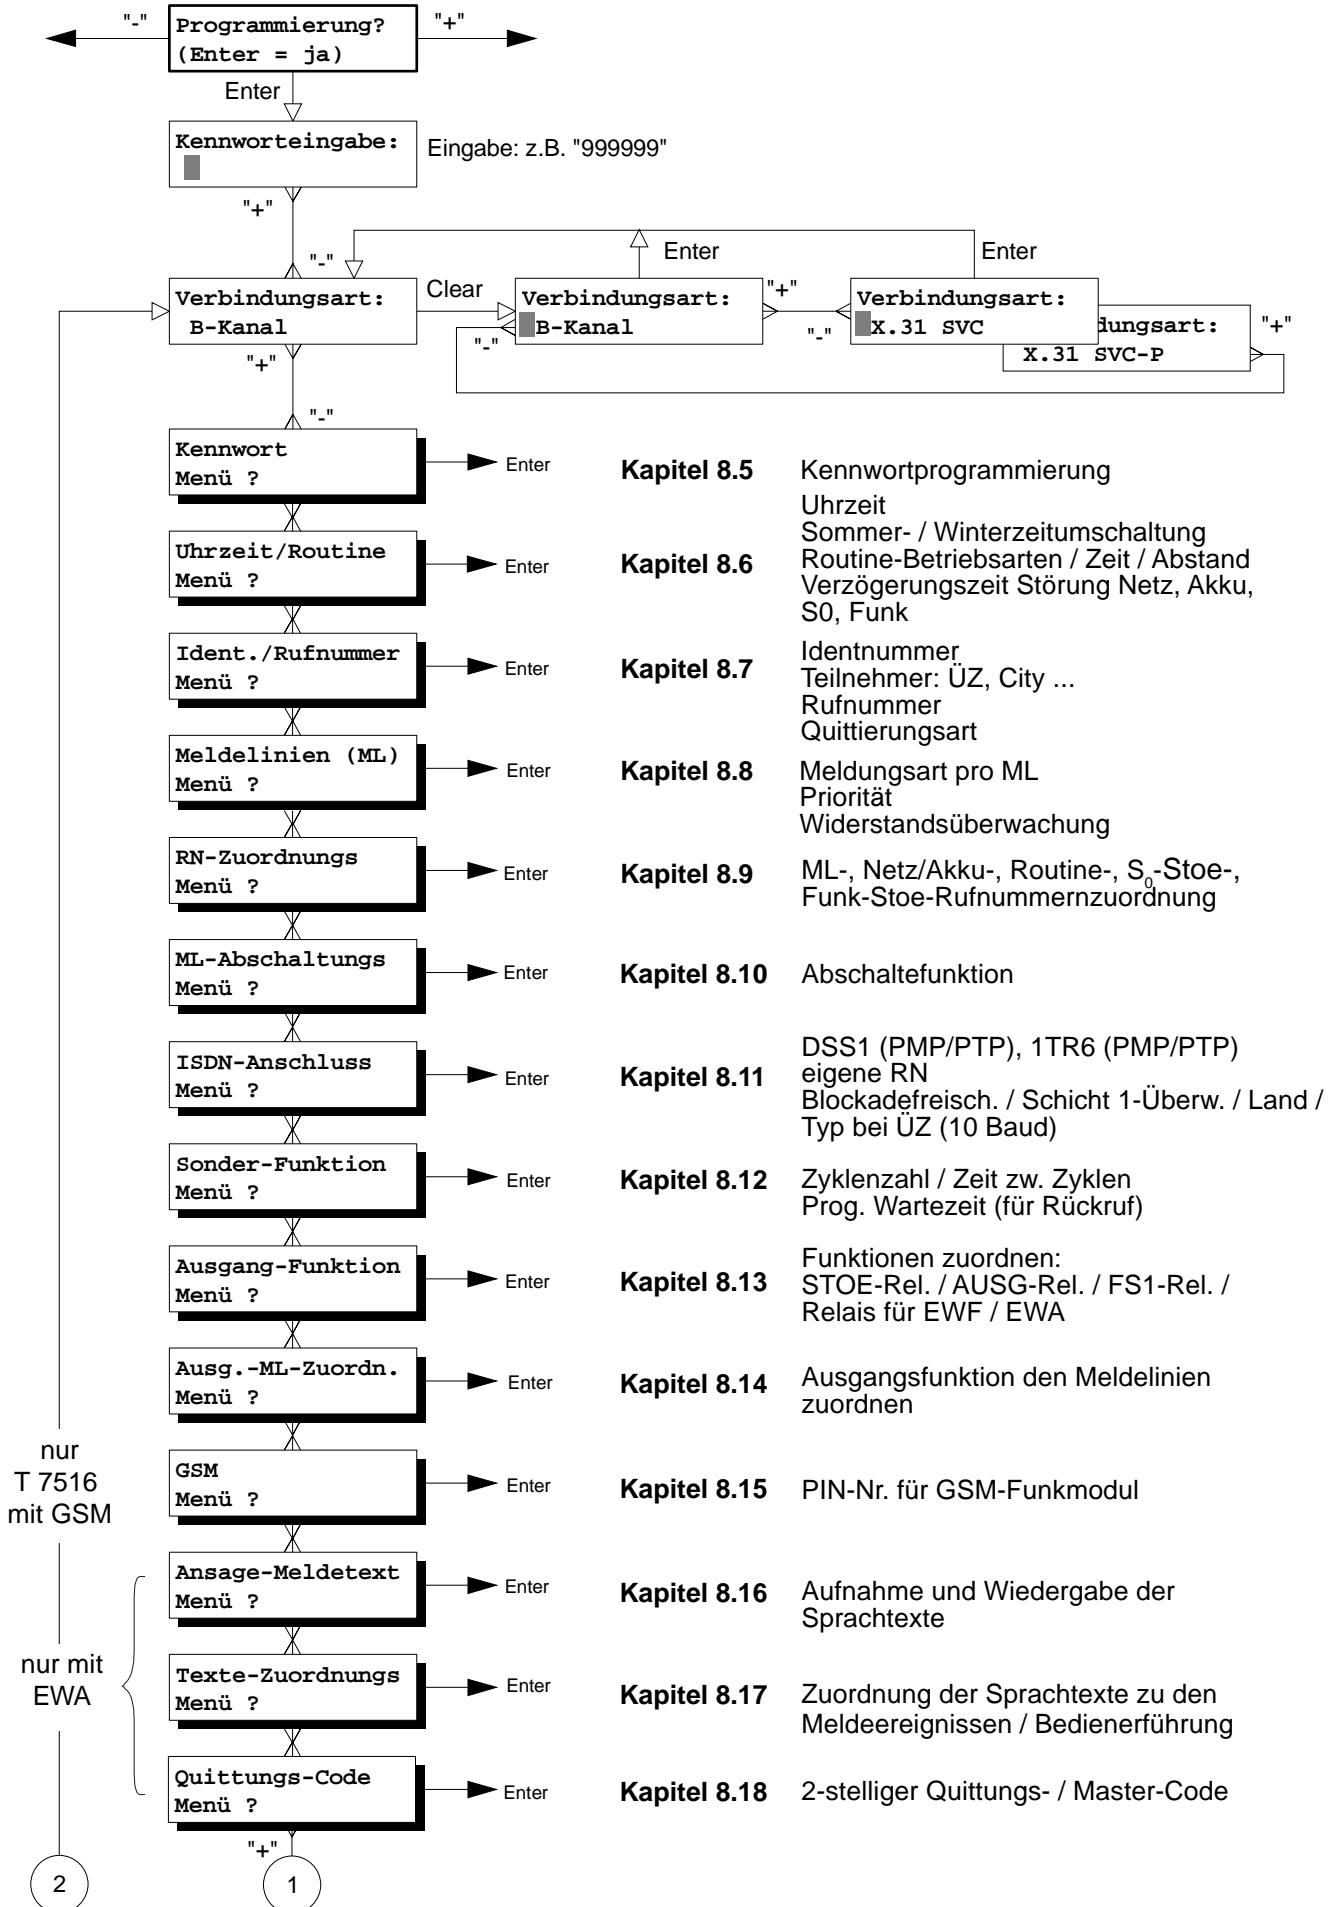 "-"
Programmierung?
(Enter = ja)
"+"
Enter
Kennworteingabe:
Eingabe: z.B. "999999"
"+"
"-"
Enter
Enter
Verbindungsart:
B-Kanal
Clear
Verbindungsart:
B-Kanal
"+"
"-"
Verbindungsart:
X.31 SVC
dungsart:
X.31 SVC-P
"+"
"-"
"+"
"-"
Kennwort
Menü ?
Enter
Kapitel 8.5
Kennwortprogrammierung
Uhrzeit/Routine
Menü ?
Enter
Kapitel 8.6
Uhrzeit
Sommer- / Winterzeitumschaltung
Routine-Betriebsarten / Zeit / Abstand
Verzögerungszeit Störung Netz, Akku,
S0, Funk
Ident./Rufnummer
Menü ?
Enter
Kapitel 8.7
Identnummer
Teilnehmer: ÜZ, City ...
Rufnummer
Quittierungsart
Meldelinien (ML)
Menü ?
Enter
Kapitel 8.8
Meldungsart pro ML
Priorität
Widerstandsüberwachung
RN-Zuordnungs
Menü ?
Enter
Kapitel 8.9
ML-, Netz/Akku-, Routine-, S0-Stoe-,
Funk-Stoe-Rufnummernzuordnung
ML-Abschaltungs
Menü ?
Enter
Kapitel 8.10
Abschaltefunktion
ISDN-Anschluss
Menü ?
Enter
Kapitel 8.11
DSS1 (PMP/PTP), 1TR6 (PMP/PTP)
eigene RN
Blockadefreisch. / Schicht 1-Überw. / Land /
Typ bei ÜZ (10 Baud)
Sonder-Funktion
Menü ?
Enter
Kapitel 8.12
Zyklenzahl / Zeit zw. Zyklen
Prog. Wartezeit (für Rückruf)
Ausgang-Funktion
Menü ?
Enter
Kapitel 8.13
Funktionen zuordnen:
STOE-Rel. / AUSG-Rel. / FS1-Rel. /
Relais für EWF / EWA
Ausg.-ML-Zuordn.
Menü ?
Enter
Kapitel 8.14
Ausgangsfunktion den Meldelinien
zuordnen
nur
T 7516
mit GSM
GSM
Menü ?
Enter
Kapitel 8.15
PIN-Nr. für GSM-Funkmodul
Ansage-Meldetext
Menü ?
Enter
Kapitel 8.16
Aufnahme und Wiedergabe der
Sprachtexte
nur mit
EWA
Texte-Zuordnungs
Menü ?
Enter
Kapitel 8.17
Zuordnung der Sprachtexte zu den
Meldeereignissen / Bedienerführung
Quittungs-Code
Menü ?
Enter
Kapitel 8.18
2-stelliger Quittungs- / Master-Code
"+"
2
1